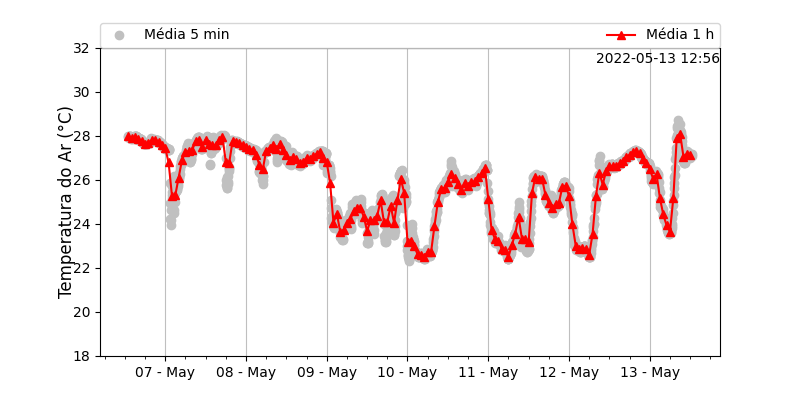 Média 5 min
Média 1 h
2022-05-13 12:56
Temperatura do Ar (°C)
32
30
28
26
24
22
20
18
07 - May
08 - May
09 - May
10 - May
11 - May
12 - May
13 - May